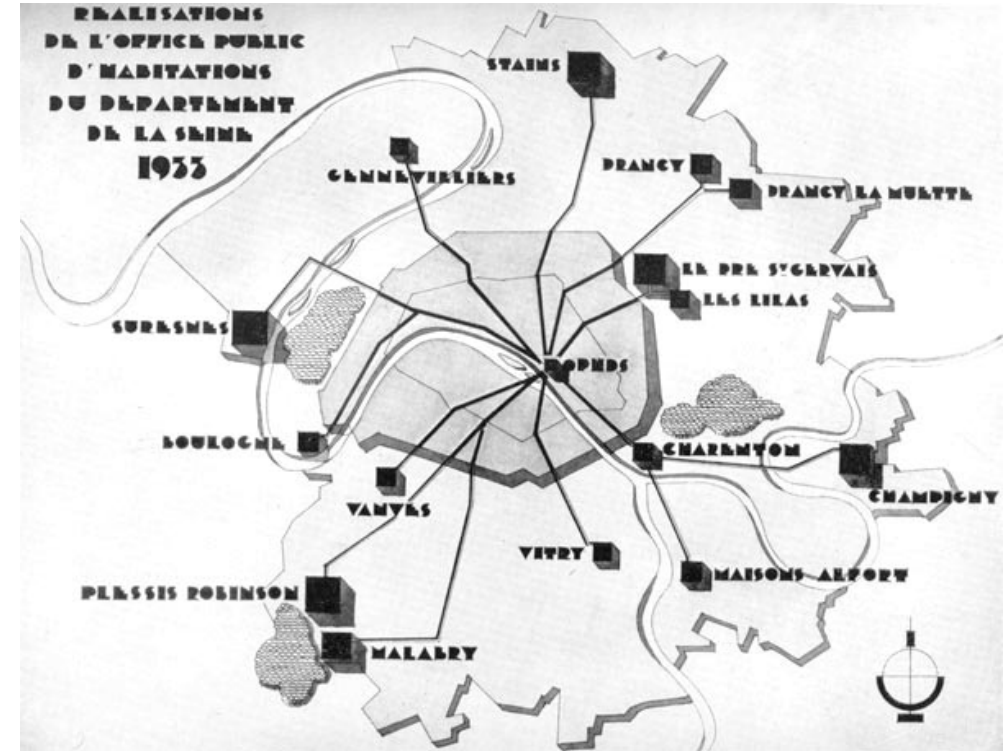 REALISATIONS
DE L'OFFICE PUBLIC
D'HABITATIONS
DU DEPARTEMENT
DE LA SEINE
1933
STAINS
GENNEVILLIERS
DRANCY
DRANCY LA MUETTE
LE PRE ST GERVAIS
LES LILAS
SURESNES
OPHDS
BOULOGNE
CHARENTON
CHAMPIGNY
VANVES
VITRY
MAISONS ALFORT
PLESSIS ROBINSON
MALABRY